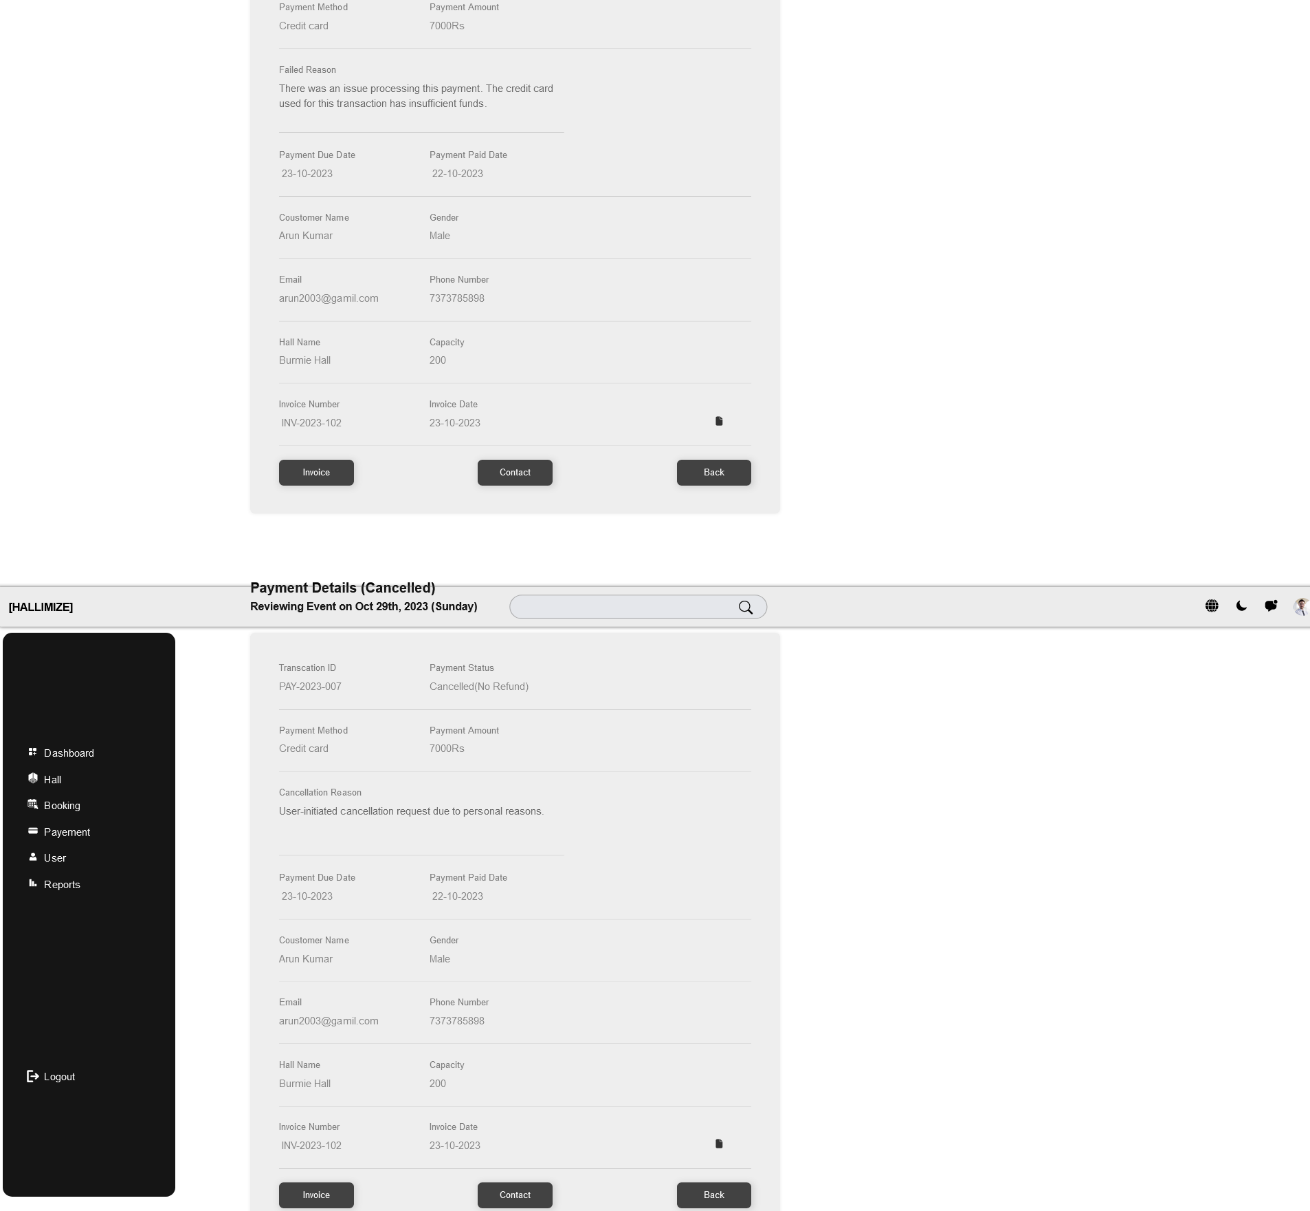 Payment Method Payment Amount
Credit card 7000Rs
Failed Reason
There was an issue processing this payment. The credit card
used for this transaction has insufficient funds.
Payment Due Date Payment Paid Date
23-10-2023 22-10-2023
Coustomer Name Gender
Arun Kumar Male
Email Phone Number
arun2003@gamil.com 7373785898
Hall Name Capacity
Burmie Hall 200
Invoice Number Invoice Date
INV-2023-102 23-10-2023
Invoice Contact Back
Payment Details (Cancelled)
[HALLIMIZE] Reviewing Event on Oct 29th, 2023 (Sunday)
Transcation ID Payment Status
PAY-2023-007 Cancelled(No Refund)
Payment Method Payment Amount
Credit card 7000Rs
Cancellation Reason
User-initiated cancellation request due to personal reasons.
Payment Due Date Payment Paid Date
23-10-2023 22-10-2023
Coustomer Name Gender
Arun Kumar Male
Email Phone Number
arun2003@gamil.com 7373785898
Hall Name Capacity
Burmie Hall 200
Invoice Number Invoice Date
INV-2023-102 23-10-2023
Invoice Contact Back
Dashboard
Hall
Booking
Payement
User
Reports
Logout